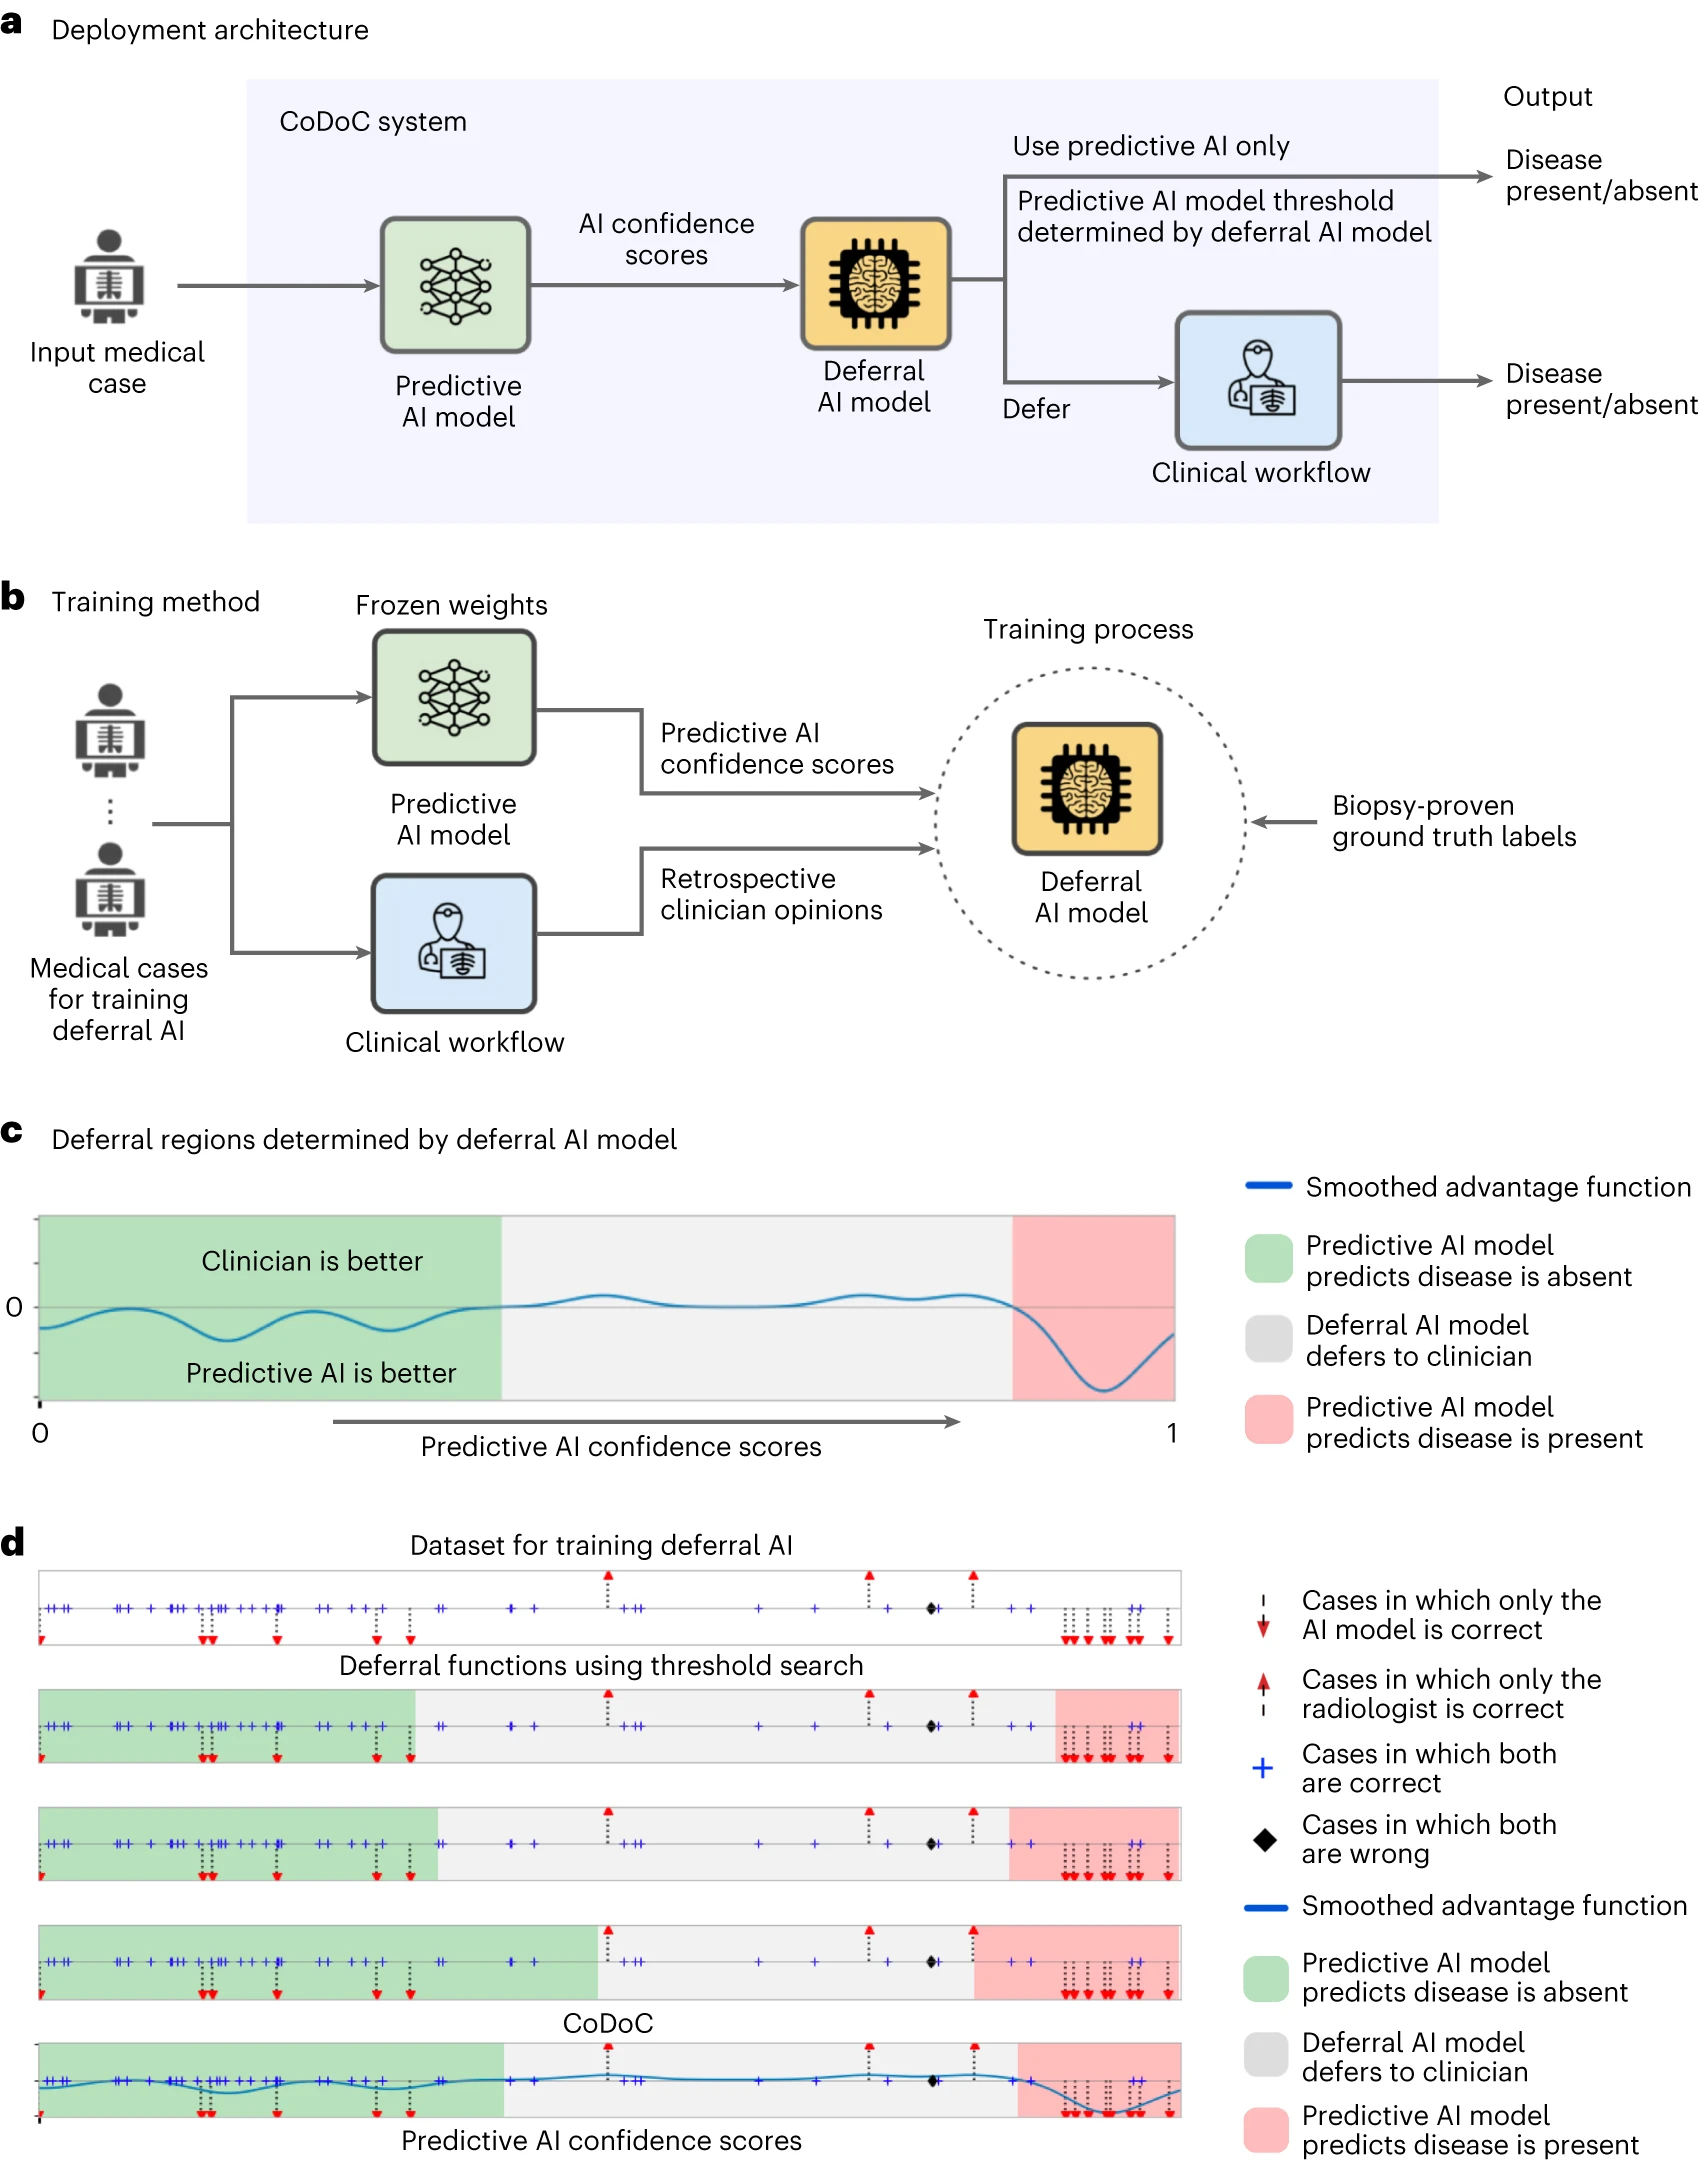 a Deployment architecture
CoDoC system
Output
Use predictive AI only
Disease
present/absent
Predictive AI model threshold
determined by deferral AI model
AI confidence
scores
Input medical
case
Predictive
AI model
Deferral
AI model
Defer
Disease
present/absent
Clinical workflow
b Training method
Frozen weights
Training process
Predictive AI
confidence scores
Predictive
AI model
Biopsy-proven
ground truth labels
Retrospective
clinician opinions
Deferral
AI model
Medical cases
for training
deferral AI
Clinical workflow
c Deferral regions determined by deferral AI model
Clinician is better
0
Predictive AI is better
0
1
Predictive AI confidence scores
Smoothed advantage function
Predictive AI model
predicts disease is absent
Deferral AI model
defers to clinician
Predictive AI model
predicts disease is present
d
Dataset for training deferral AI
Deferral functions using threshold search
CoDoC
Predictive AI confidence scores
Cases in which only the
AI model is correct
Cases in which only the
radiologist is correct
Cases in which both
are correct
Cases in which both
are wrong
Smoothed advantage function
Predictive AI model
predicts disease is absent
Deferral AI model
defers to clinician
Predictive AI model
predicts disease is present